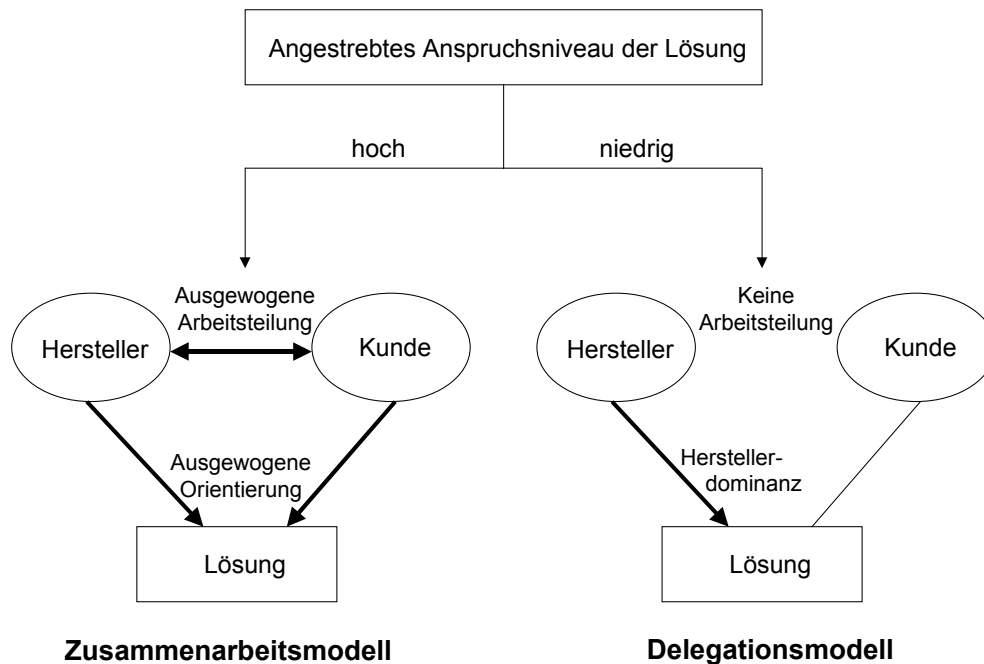 Angestrebtes Anspruchsniveau der Lösung
hoch
niedrig
Ausgewogene
Arbeitsteilung
Hersteller
Kunde
Ausgewogene
Orientierung
Lösung
Zusammenarbeitsmodell
Keine
Arbeitsteilung
Hersteller
Kunde
Hersteller-
dominanz
Lösung
Delegationsmodell